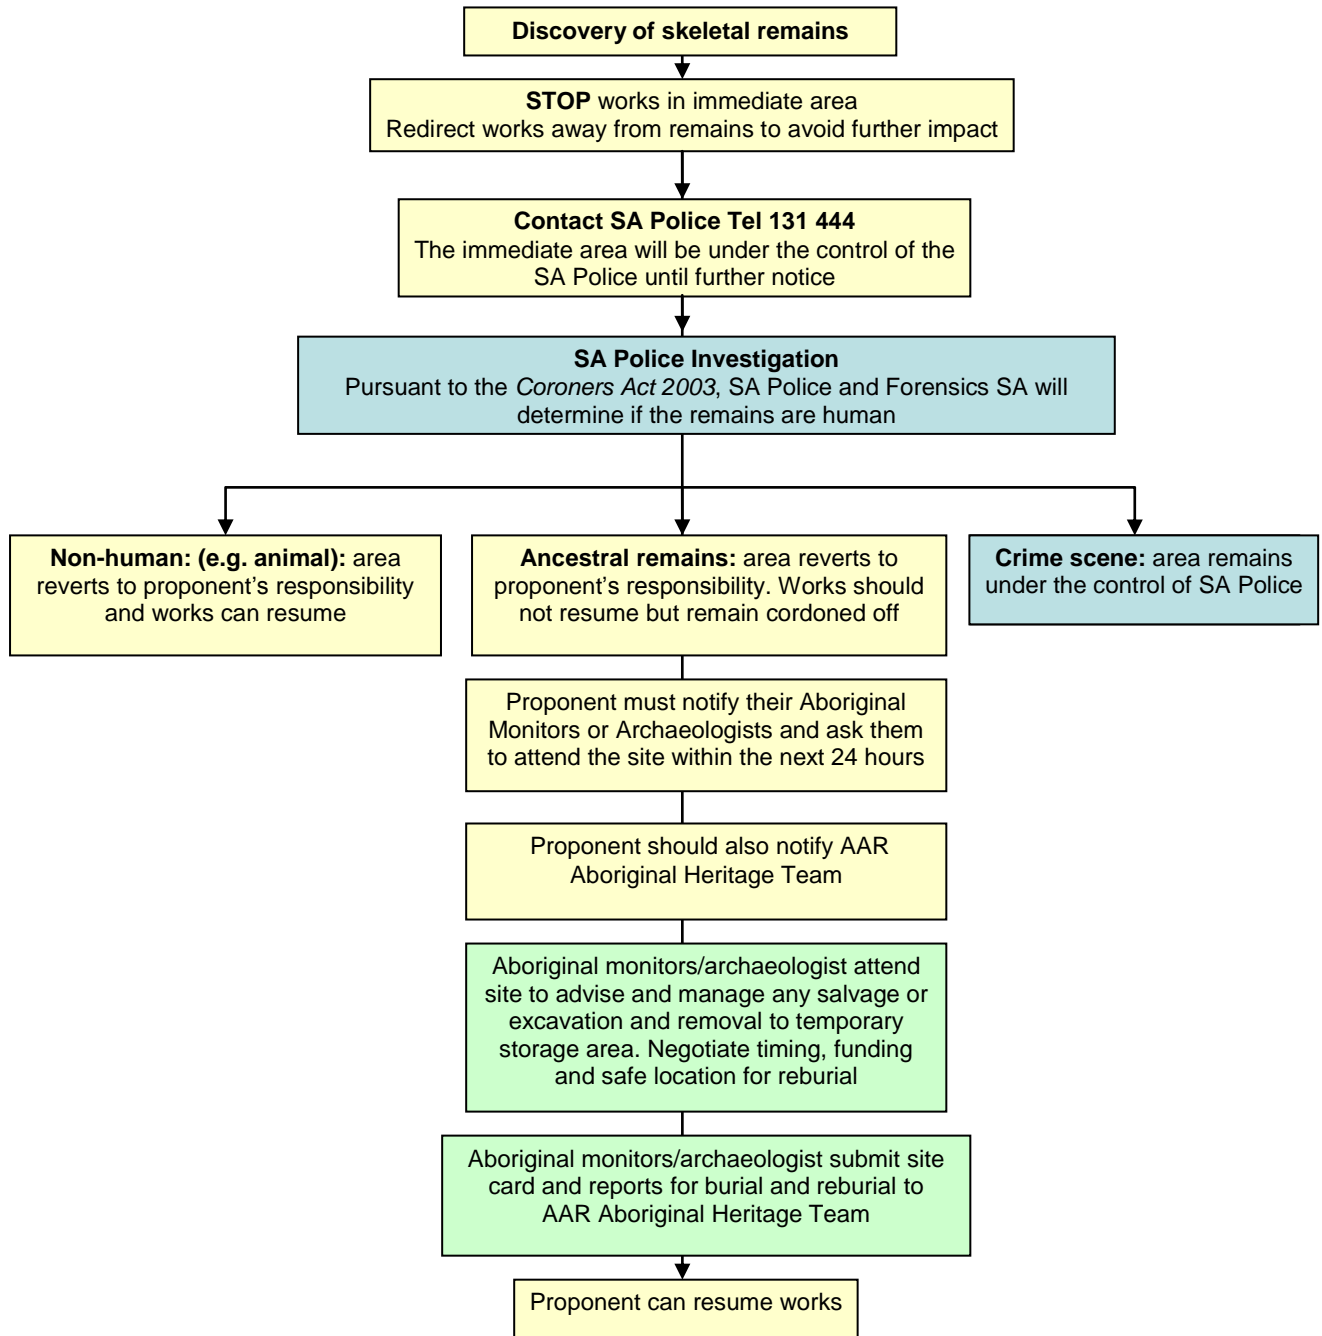 Discovery of skeletal remains
STOP works in immediate area
Redirect works away from remains to avoid further impact
Contact SA Police Tel 131 444
The immediate area will be under the control of the
SA Police until further notice
SA Police Investigation
Pursuant to the Coroners Act 2003, SA Police and Forensics SA will
determine if the remains are human
Non-human: (e.g. animal): area
reverts to proponent’s responsibility
and works can resume
Ancestral remains: area reverts to
proponent’s responsibility. Works should
not resume but remain cordoned off
Crime scene: area remains
under the control of SA Police
Proponent must notify their Aboriginal
Monitors or Archaeologists and ask them
to attend the site within the next 24 hours
Proponent should also notify AAR
Aboriginal Heritage Team
Aboriginal monitors/archaeologist attend
site to advise and manage any salvage or
excavation and removal to temporary
storage area. Negotiate timing, funding
and safe location for reburial
Aboriginal monitors/archaeologist submit site
card and reports for burial and reburial to
AAR Aboriginal Heritage Team
Proponent can resume works